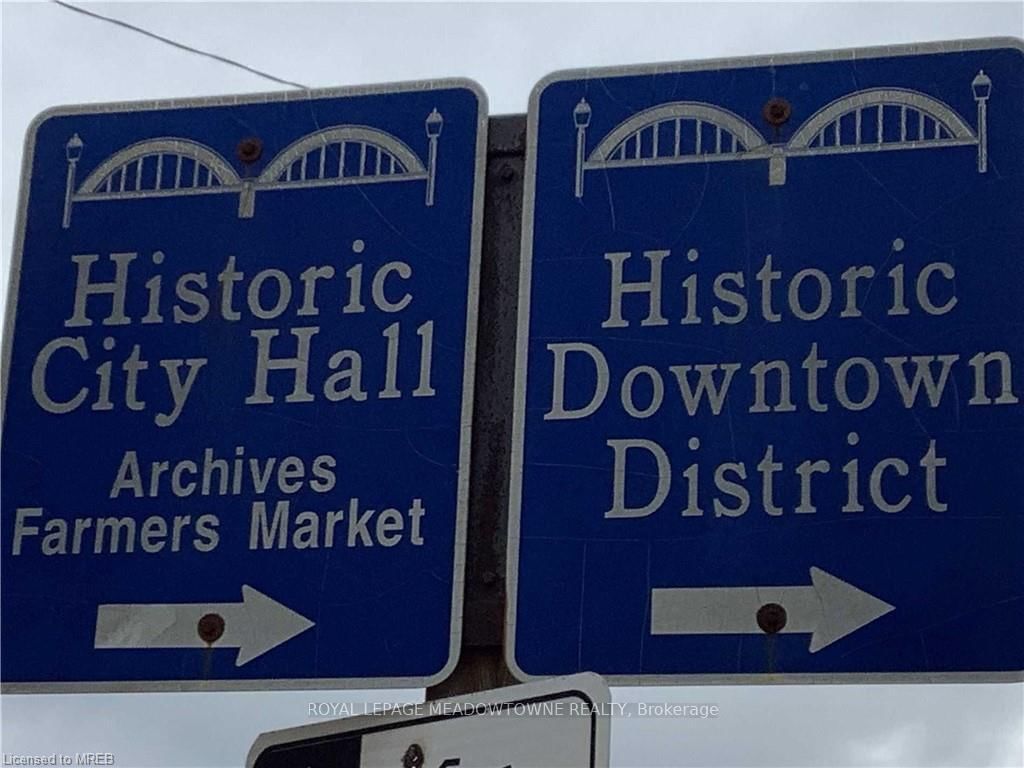 Historic
City Hall
Archives
Farmers Market
Historic
Downtown
District
ROYAL LEPAGE MEADOWTOWNE REALTY, Brokerage
Licensed to MREB